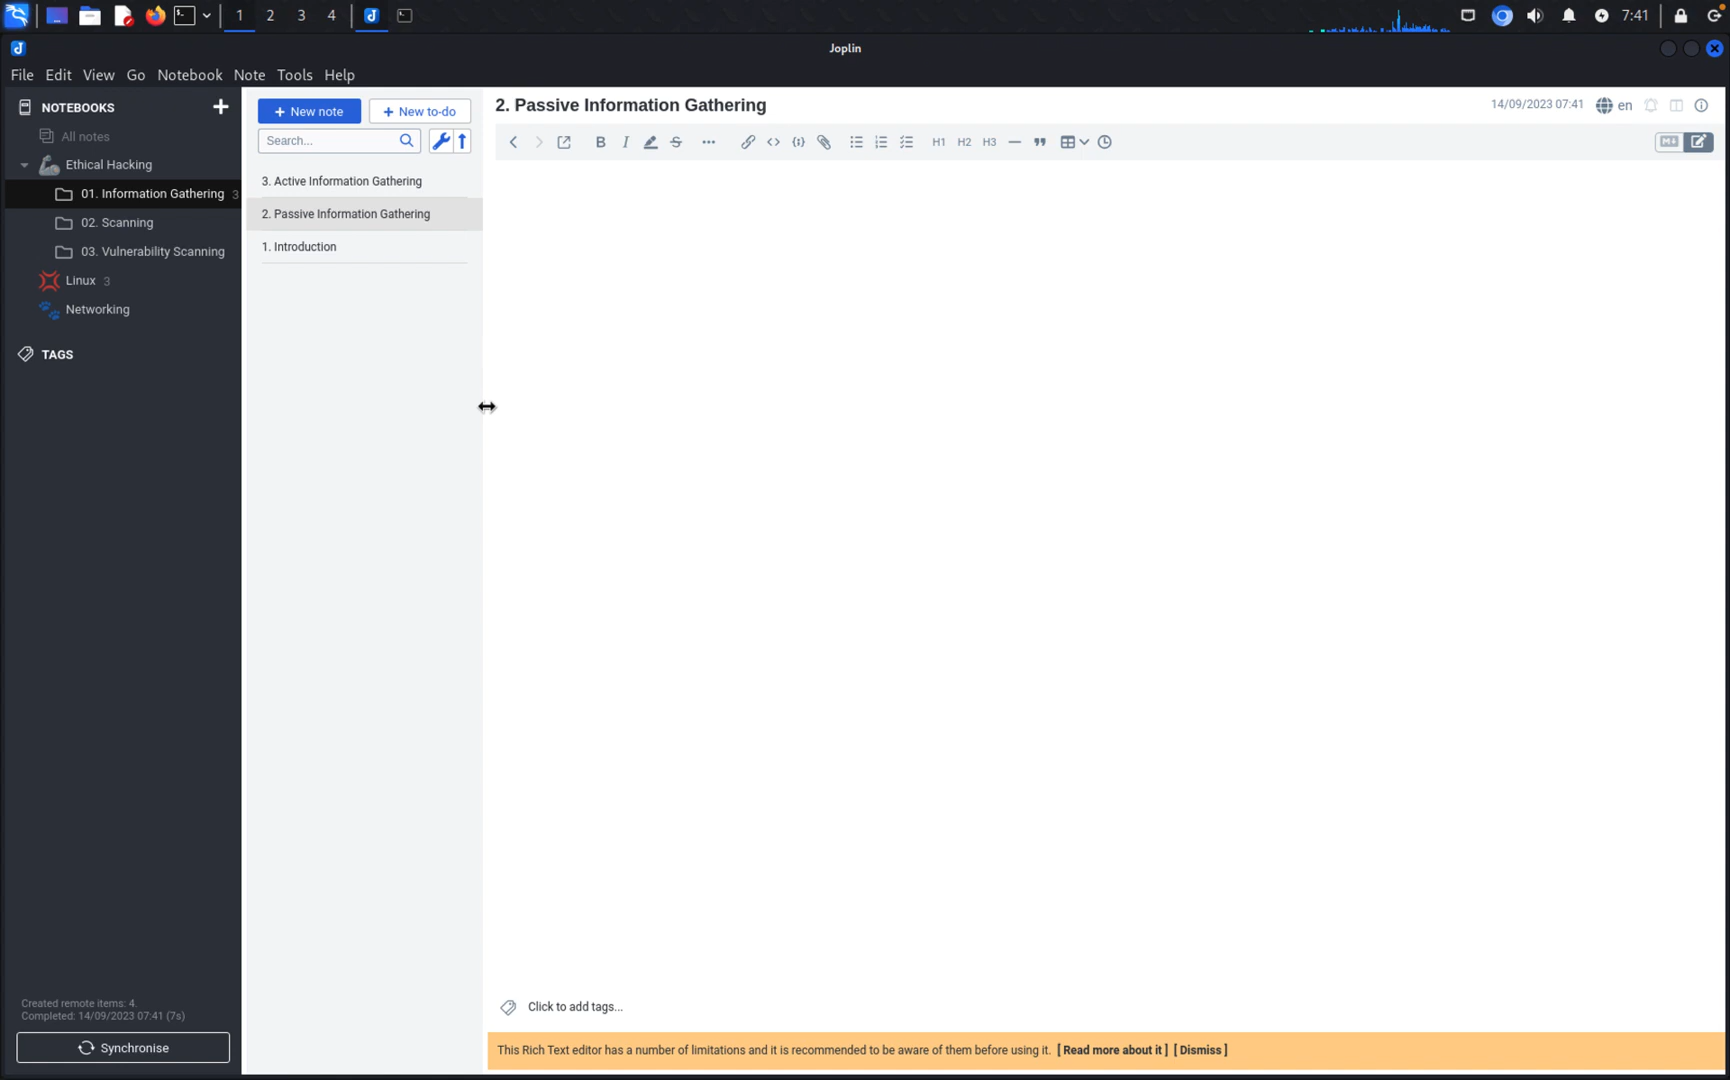 1 2 3 4
7:41
Joplin
File Edit View Go Notebook Note Tools Help
NOTEBOOKS
All notes
Ethical Hacking
01. Information Gathering 3
02. Scanning
03. Vulnerability Scanning
Linux 3
Networking
TAGS
Created remote items: 4.
Completed: 14/09/2023 07:41 (7s)
Synchronise
+ New note
+ New to-do
Search...
3. Active Information Gathering
2. Passive Information Gathering
1. Introduction
2. Passive Information Gathering
14/09/2023 07:41
en
B I S H1 H2 H3
Click to add tags...
This Rich Text editor has a number of limitations and it is recommended to be aware of them before using it. [ Read more about it ] [ Dismiss ]